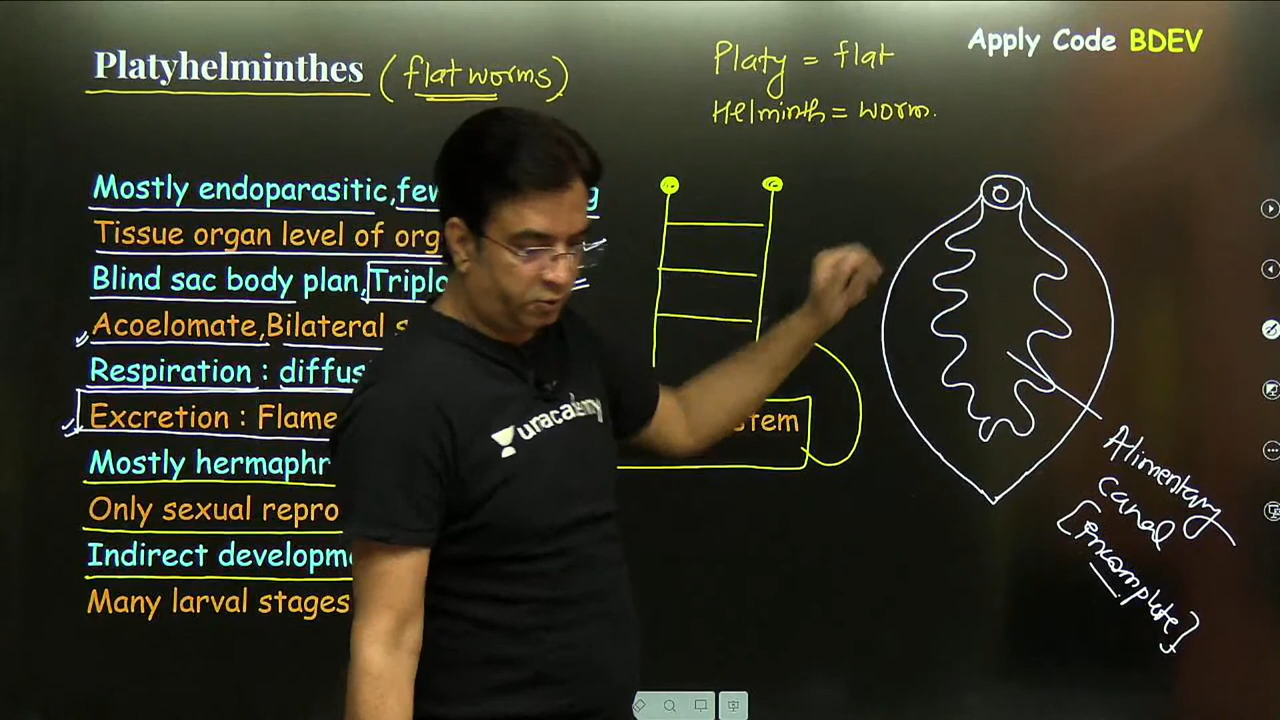 Apply Code BDEV
Platyhelminthes (flat worms)
Platy = flat
Helminth = worm.
Mostly endoparasitic, few
Tissue organ level of org
Blind sac body plan, Triplo
Acoelomate, Bilateral s
Respiration : diffus
Excretion : Flame
stem
Mostly hermaphr
Only sexual repro
Indirect developme
Many larval stages
unacademy
Alimentary
canal
[incomplete]